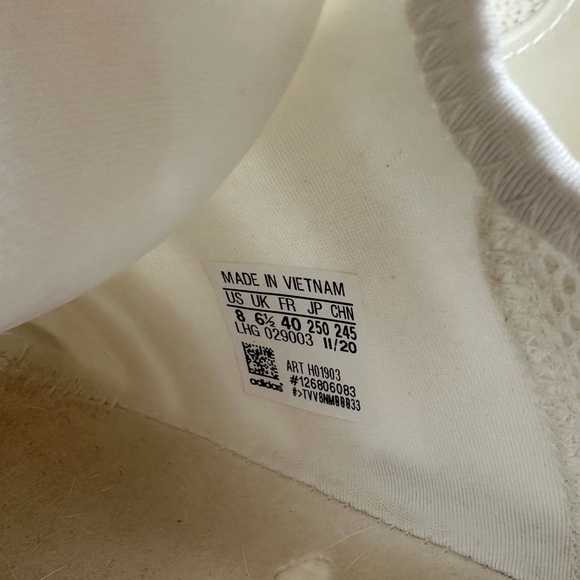 MADE IN VIETNAM
US UK FR JP CHN
8 6½ 40 250 245
LHG 029003 11/20
ART H01903
#126806083
adidas